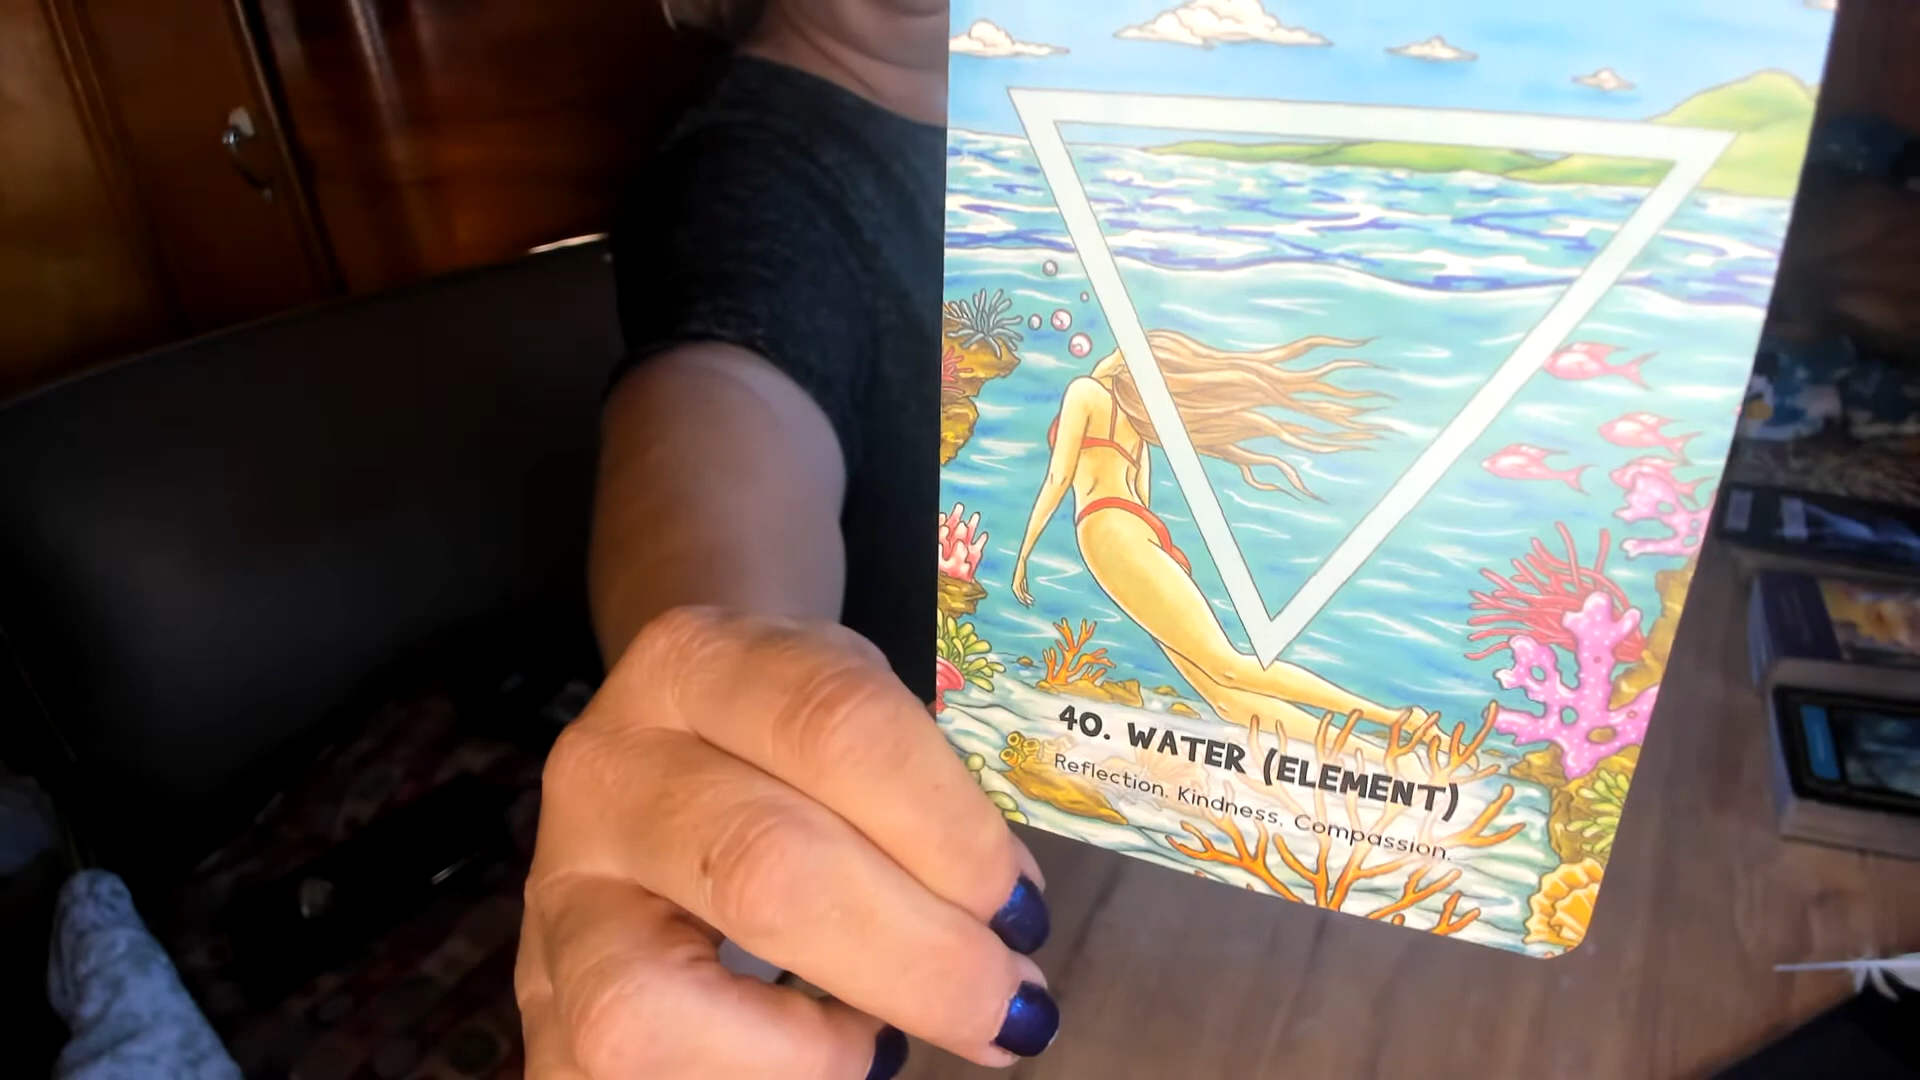 40. WATER (ELEMENT)
Reflection. Kindness. Compassion.